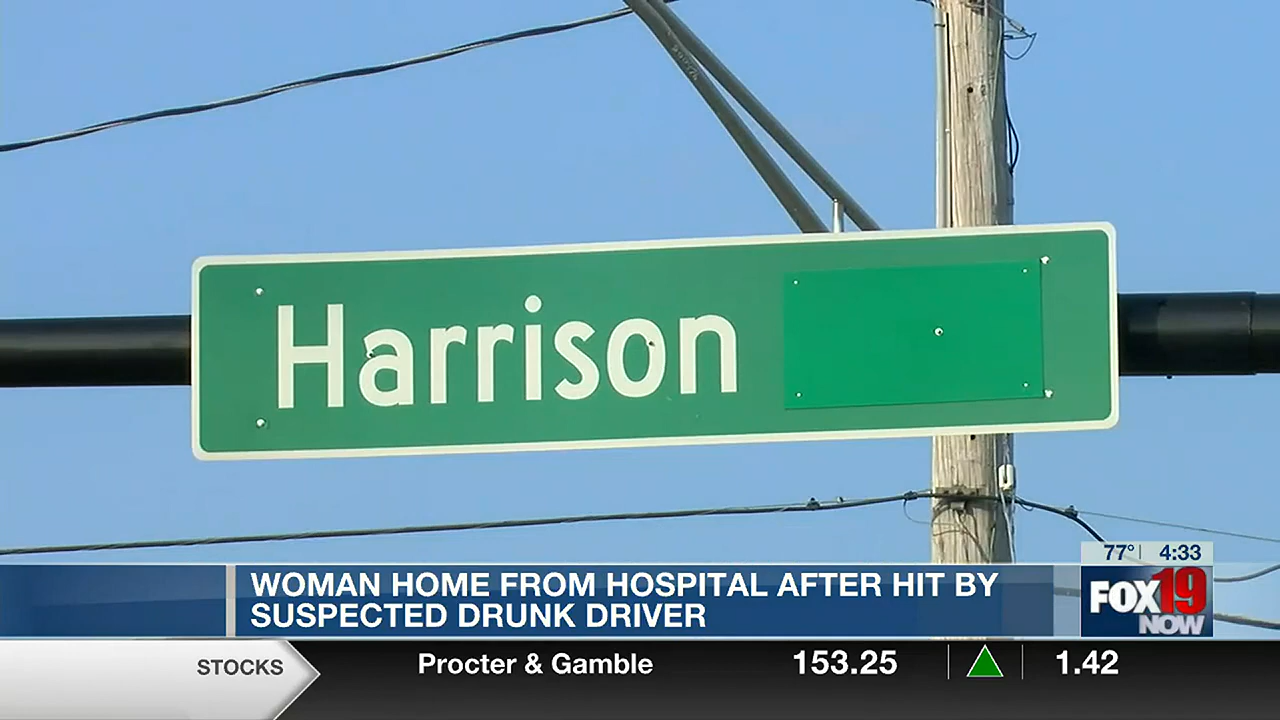 Harrison
77° 4:33
FOX19
NOW
WOMAN HOME FROM HOSPITAL AFTER HIT BY
SUSPECTED DRUNK DRIVER
STOCKS Procter & Gamble 153.25 1.42